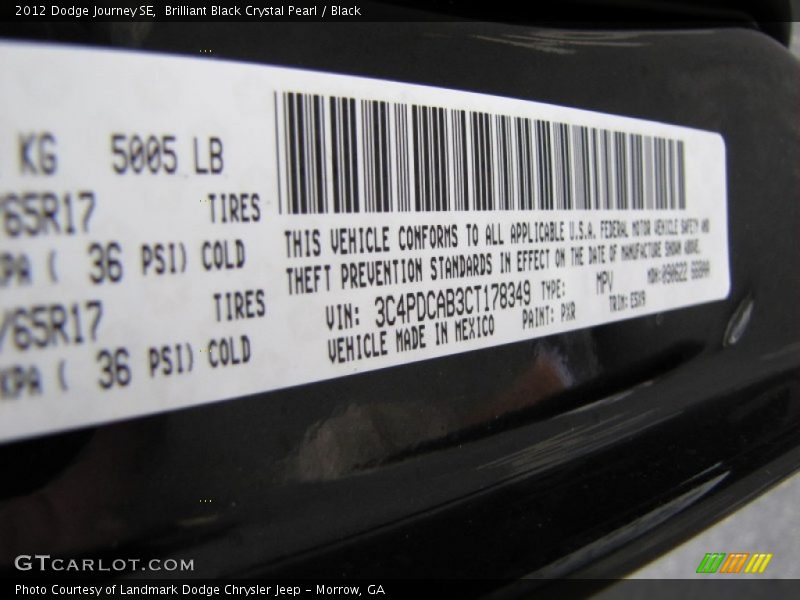 2012 Dodge Journey SE, Brilliant Black Crystal Pearl / Black
KG 5005 LB
/65R17 TIRES
KPA ( 36 PSI) COLD
/65R17 TIRES
KPA ( 36 PSI) COLD
THIS VEHICLE CONFORMS TO ALL APPLICABLE U.S.A. FEDERAL MOTOR VEHICLE SAFETY AND
THEFT PREVENTION STANDARDS IN EFFECT ON THE DATE OF MANUFACTURE SHOWN ABOVE.
VIN: 3C4PDCAB3CT178349 TYPE: MPV
VEHICLE MADE IN MEXICO PAINT: PXR TRIM:
GTCARLOT.COM
Photo Courtesy of Landmark Dodge Chrysler Jeep - Morrow, GA